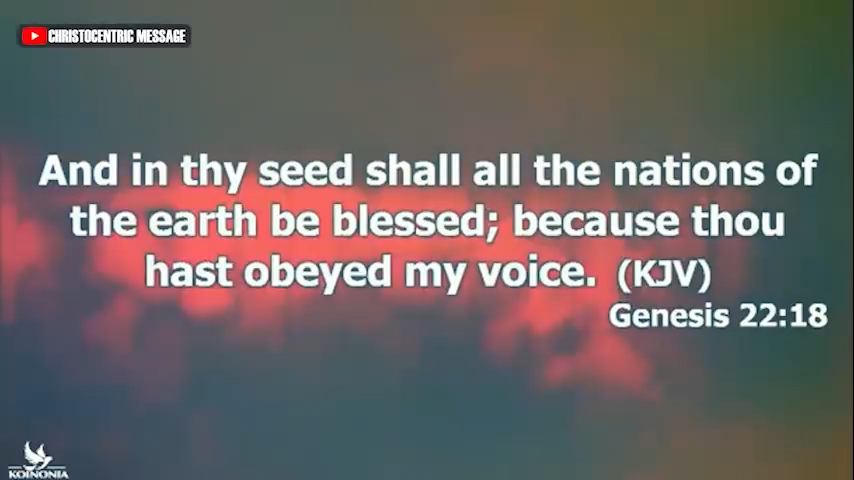 CHRISTOCENTRIC MESSAGE
And in thy seed shall all the nations of
the earth be blessed; because thou
hast obeyed my voice. (KJV)
Genesis 22:18
KOINONIA